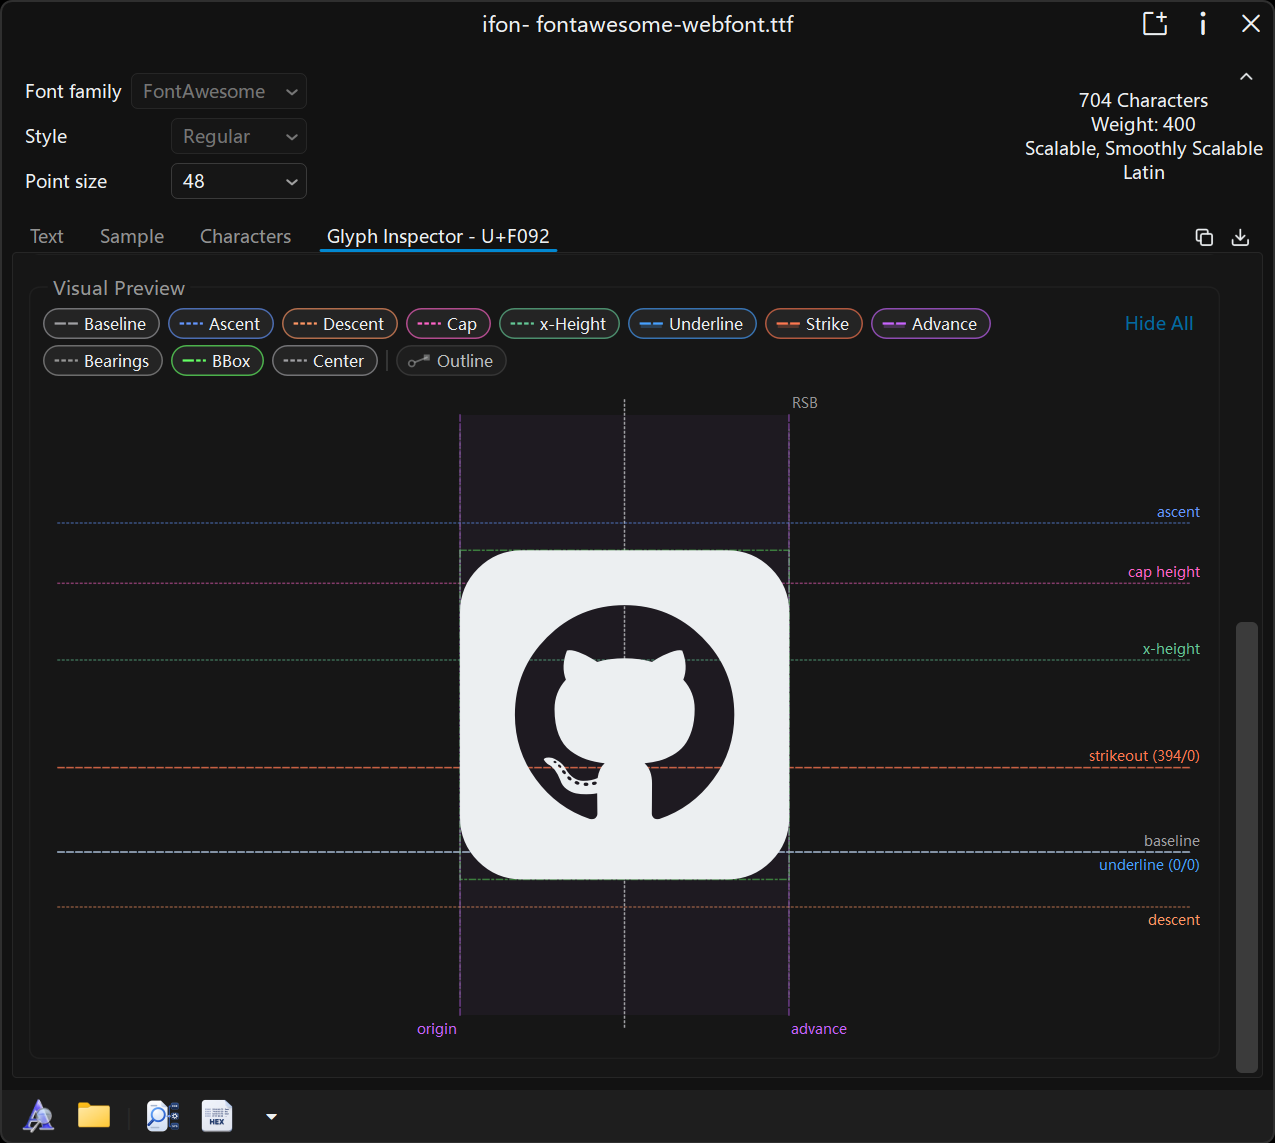 ifon- fontawesome-webfont.ttf
Font family FontAwesome
704 Characters
Weight: 400
Style Regular
Scalable, Smoothly Scalable
Latin
Point size 48
Text Sample Characters Glyph Inspector - U+F092
Visual Preview
Baseline Ascent Descent Cap x-Height Underline Strike Advance Hide All
Bearings BBox Center Outline
RSB
ascent
cap height
x-height
strikeout (394/0)
baseline
underline (0/0)
descent
origin advance
HEX